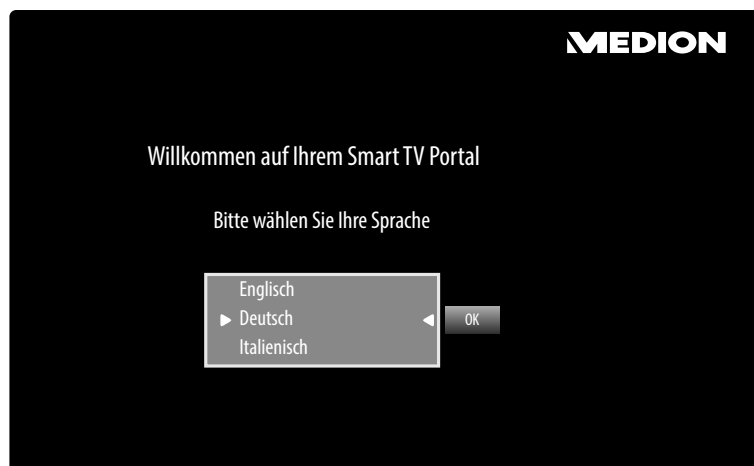 MEDION
Willkommen auf Ihrem Smart TV Portal
Bitte wählen Sie Ihre Sprache
Englisch
Deutsch
OK
Italienisch